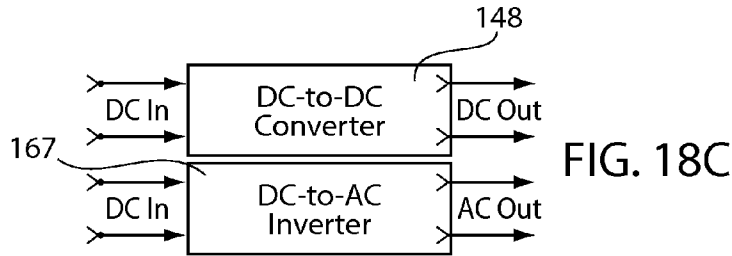 148
DC In
DC-to-DC
Converter
DC Out
167
DC In
DC-to-AC
Inverter
AC Out
FIG. 18C